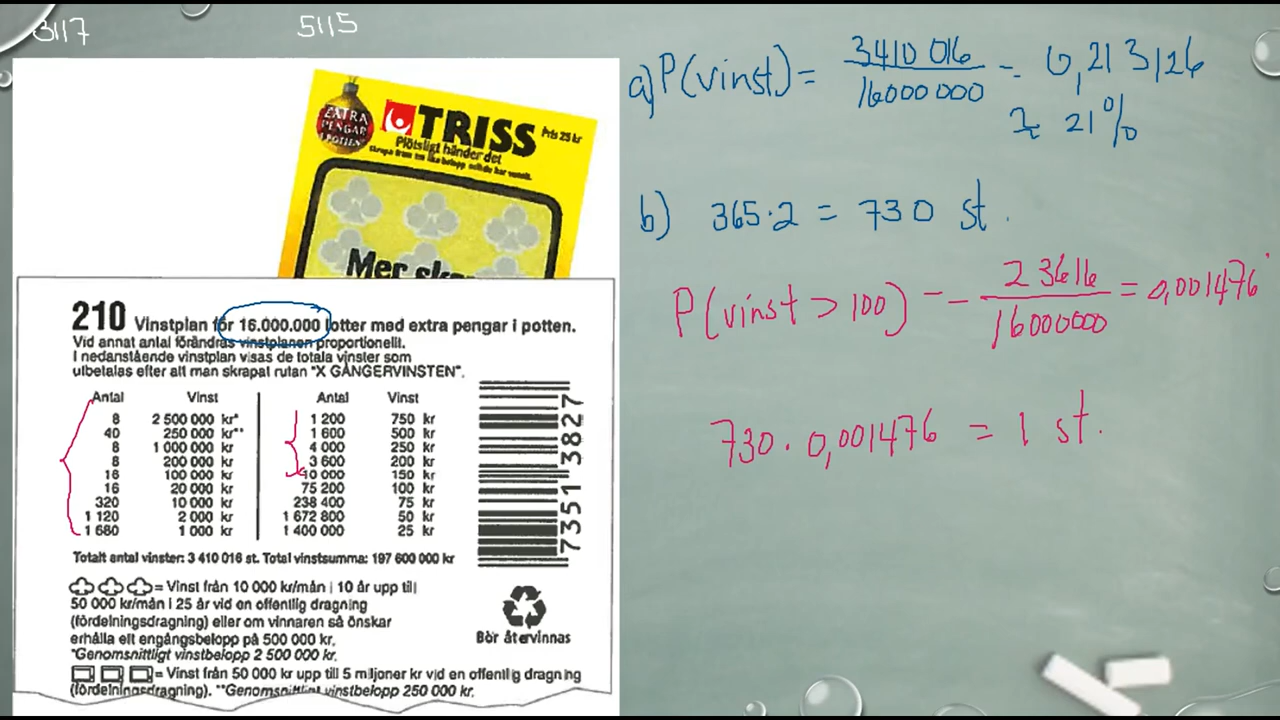 3117
5115
EXTRA
PENGAR
I POTTEN
TRISS
Pris 25 kr
Plötsligt händer det
Mer skr
210 Vinstplan för 16.000.000 lotter med extra pengar i potten.
Vid annat antal förändras vinstplanen proportionellt.
I nedanstående vinstplan visas de totala vinster som
utbetalas efter att man skrapat rutan "X GÅNGERVINSTEN".
Antal Vinst Antal Vinst
8 2 500 000 kr* 1 200 750 kr
40 250 000 kr** 1 600 500 kr
8 1 000 000 kr 4 000 250 kr
8 200 000 kr 3 600 200 kr
16 100 000 kr 10 000 150 kr
16 20 000 kr 75 200 100 kr
320 10 000 kr 238 400 75 kr
1 120 2 000 kr 1 672 800 50 kr
1 680 1 000 kr 1 400 000 25 kr
Totalt antal vinster: 3 410 016 st. Total vinstsumma: 197 600 000 kr
= Vinst från 10 000 kr/mån i 10 år upp till
50 000 kr/mån i 25 år vid en offentlig dragning
(fördelningsdragning) eller om vinnaren så önskar
erhålla ett engångsbelopp på 500 000 kr.
*Genomsnittligt vinstbelopp 2 500 000 kr.
= Vinst från 50 000 kr upp till 5 miljoner kr vid en offentlig dragning
(fördelningsdragning). **Genomsnittligt vinstbelopp 250 000 kr.
7351 3827
Bör återvinnas
a) P(vinst) = 3410 016 / 16000 000 = 0,213126
≈ 21%
b) 365·2 = 730 st.
P(vinst > 100) = 23616 / 16000000 = 0,001476
730 · 0,001476 = 1 st.